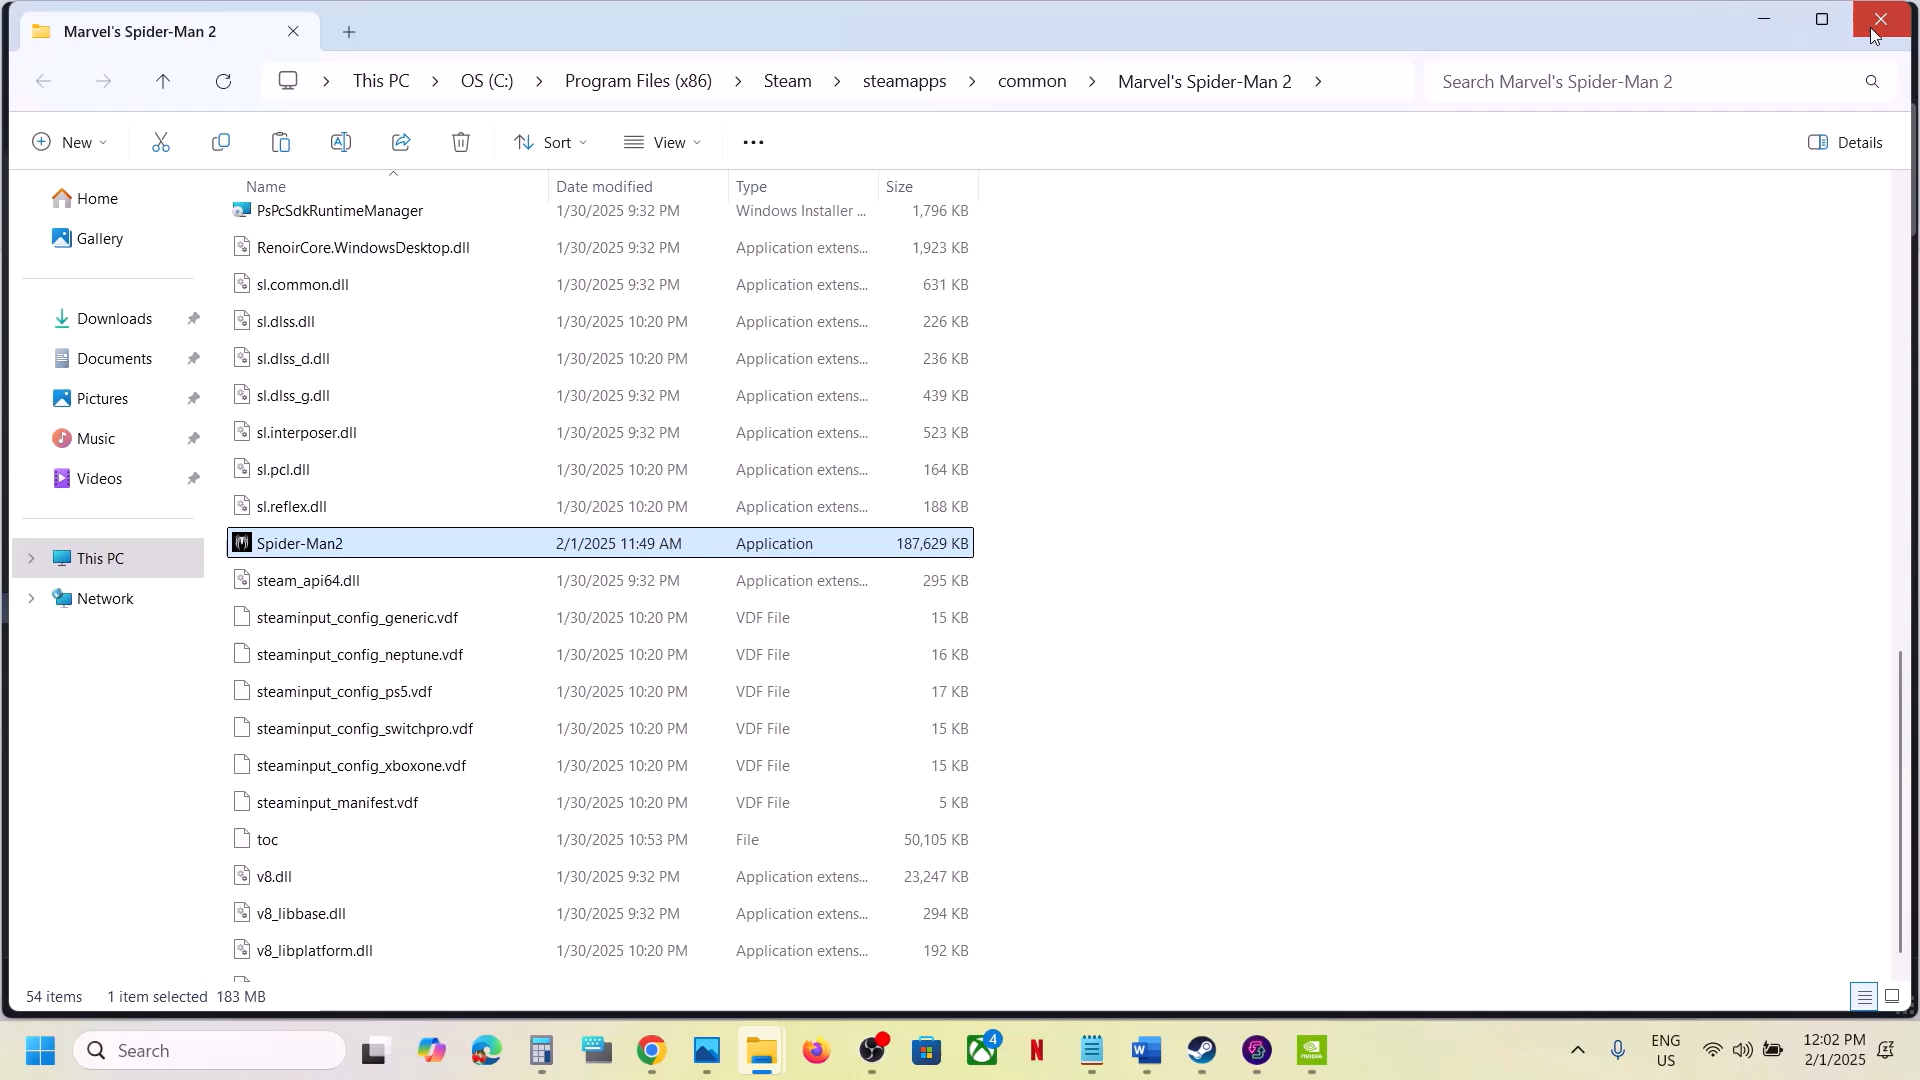 Marvel's Spider-Man 2
This PC
OS (C:)
Program Files (x86)
Steam
steamapps
common
Marvel's Spider-Man 2
Search Marvel's Spider-Man 2
New
Sort
View
Details
Home
Gallery
Downloads
Documents
Pictures
Music
Videos
This PC
Network
Name Date modified Type Size
PsPcSdkRuntimeManager 1/30/2025 9:32 PM Windows Installer ... 1,796 KB
RenoirCore.WindowsDesktop.dll 1/30/2025 9:32 PM Application extens... 1,923 KB
sl.common.dll 1/30/2025 9:32 PM Application extens... 631 KB
sl.dlss.dll 1/30/2025 10:20 PM Application extens... 226 KB
sl.dlss_d.dll 1/30/2025 10:20 PM Application extens... 236 KB
sl.dlss_g.dll 1/30/2025 9:32 PM Application extens... 439 KB
sl.interposer.dll 1/30/2025 9:32 PM Application extens... 523 KB
sl.pcl.dll 1/30/2025 10:20 PM Application extens... 164 KB
sl.reflex.dll 1/30/2025 10:20 PM Application extens... 188 KB
Spider-Man2 2/1/2025 11:49 AM Application 187,629 KB
steam_api64.dll 1/30/2025 9:32 PM Application extens... 295 KB
steaminput_config_generic.vdf 1/30/2025 10:20 PM VDF File 15 KB
steaminput_config_neptune.vdf 1/30/2025 10:20 PM VDF File 16 KB
steaminput_config_ps5.vdf 1/30/2025 10:20 PM VDF File 17 KB
steaminput_config_switchpro.vdf 1/30/2025 10:20 PM VDF File 15 KB
steaminput_config_xboxone.vdf 1/30/2025 10:20 PM VDF File 15 KB
steaminput_manifest.vdf 1/30/2025 10:20 PM VDF File 5 KB
toc 1/30/2025 10:53 PM File 50,105 KB
v8.dll 1/30/2025 9:32 PM Application extens... 23,247 KB
v8_libbase.dll 1/30/2025 9:32 PM Application extens... 294 KB
v8_libplatform.dll 1/30/2025 10:20 PM Application extens... 192 KB
54 items 1 item selected 183 MB
Search
4
N
W
NVIDIA
ENG
US
12:02 PM
2/1/2025